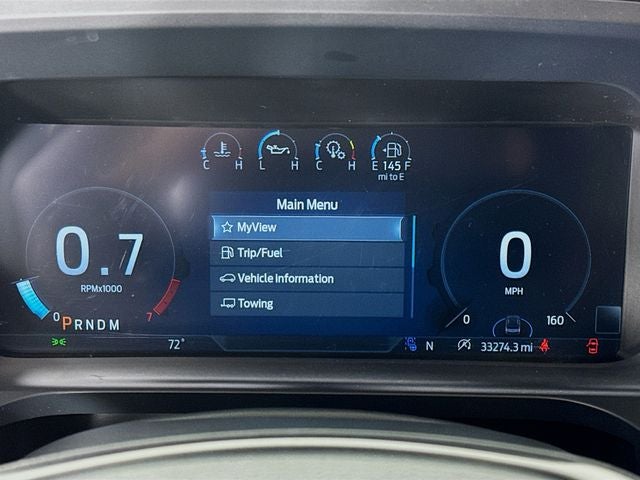 C H L H C H E 145 F
mi to E
Main Menu
MyView
Trip/Fuel
Vehicle information
Towing
0.7
RPMx1000
0 7
PRNDM
0
MPH
0 160
72° N 33274.3 mi